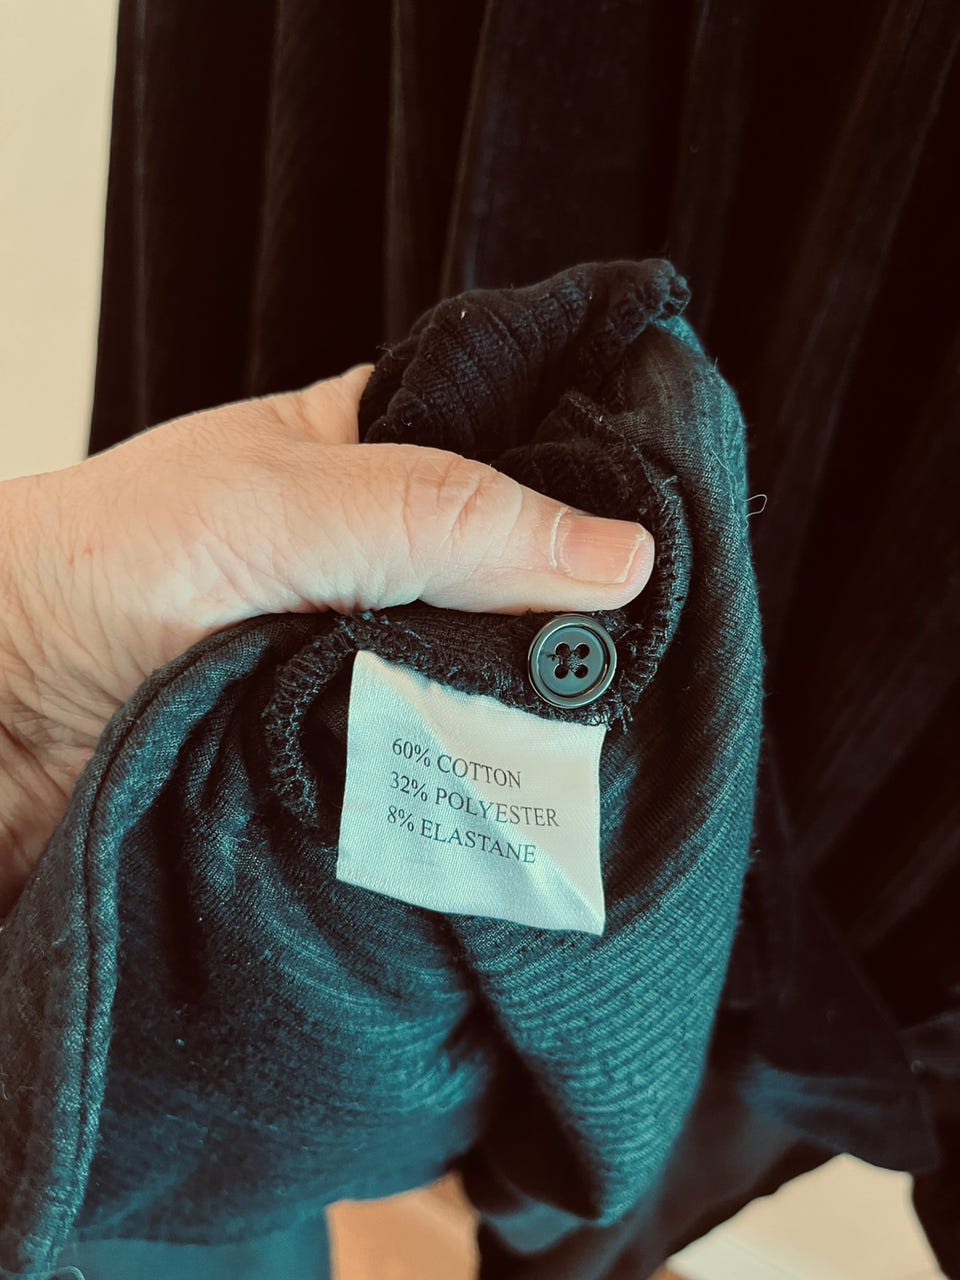 60% COTTON
32% POLYESTER
8% ELASTANE